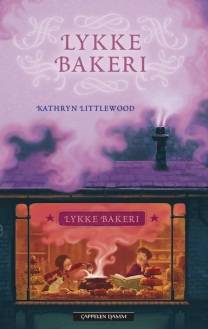 LYKKE
BAKERI
KATHRYN LITTLEWOOD
LYKKE BAKERI
CAPPELEN DAMM